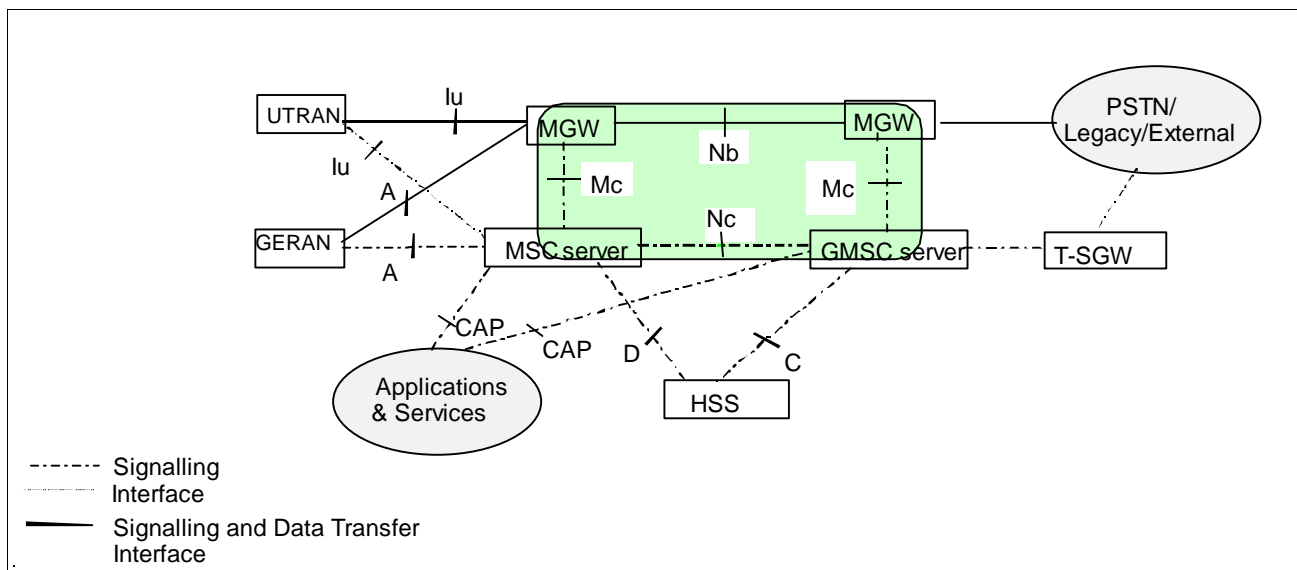 Iu
UTRAN
MGW
MGW
PSTN/
Legacy/External
Nb
Iu
A
Mc
Mc
Nc
GERAN
A
MSC server
GMSC server
T-SGW
CAP
CAP
D
C
Applications
& Services
HSS
Signalling
Interface
Signalling and Data Transfer
Interface
.